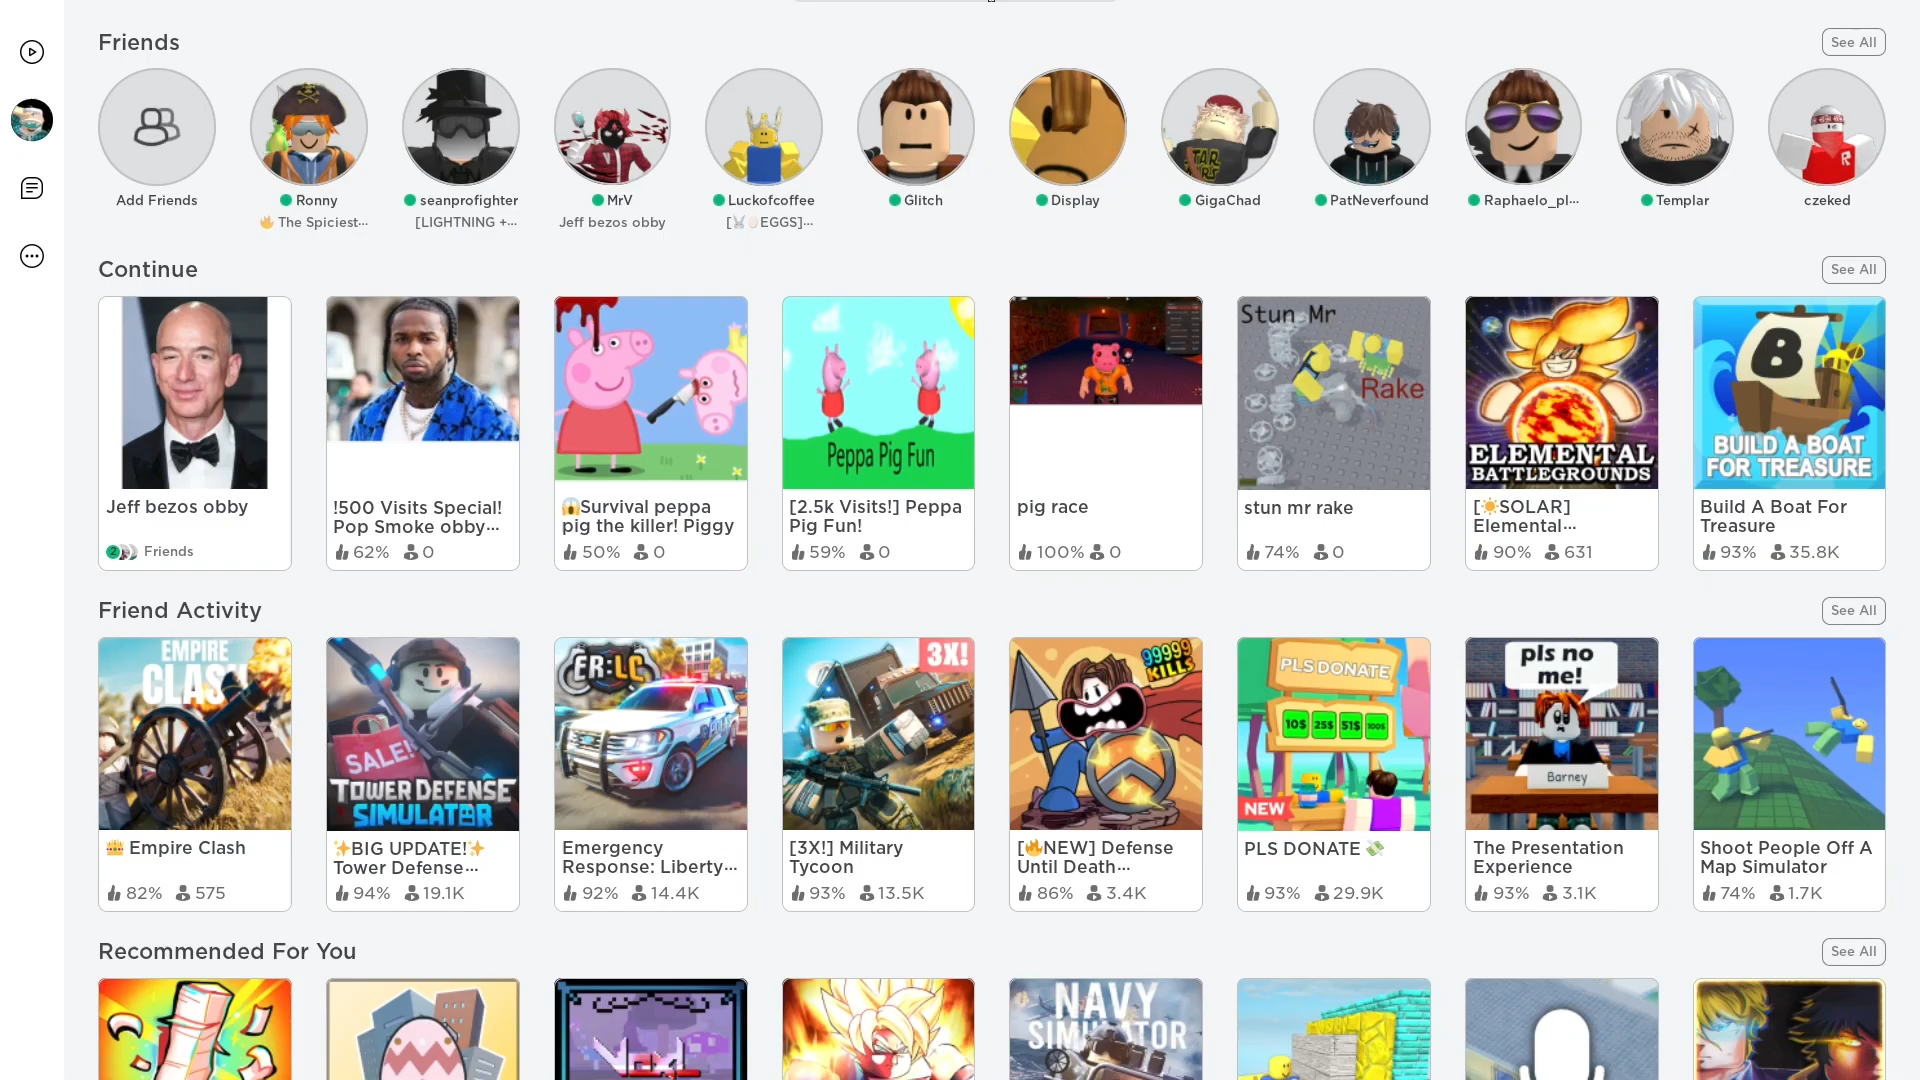 Friends
See All
Add Friends
Ronny
seanprofighter
MrV
Luckofcoffee
Glitch
Display
GigaChad
PatNeverfound
Raphaelo_pl...
Templar
czeked
🔥 The Spiciest...
[LIGHTNING +...
Jeff bezos obby
[🐰🥚EGGS]...
Continue
See All
Stun Mr
Rake
Peppa Pig Fun
ELEMENTAL
BATTLEGROUNDS
B
BUILD A BOAT
FOR TREASURE
Jeff bezos obby
2 Friends
!500 Visits Special!
Pop Smoke obby...
62% 0
😱Survival peppa
pig the killer! Piggy
50% 0
[2.5k Visits!] Peppa
Pig Fun!
59% 0
pig race
100% 0
stun mr rake
74% 0
[☀️SOLAR]
Elemental...
90% 631
Build A Boat For
Treasure
93% 35.8K
Friend Activity
See All
EMPIRE
CLASH
SALE!
TOWER DEFENSE
SIMULATOR
ER:LC
3X!
99999
KILLS
PLS DONATE
10$ 25$ 51$ 100$
NEW
pls no
me!
Barney
👑 Empire Clash
82% 575
✨BIG UPDATE!✨
Tower Defense...
94% 19.1K
Emergency
Response: Liberty...
92% 14.4K
[3X!] Military
Tycoon
93% 13.5K
[🔥NEW] Defense
Until Death...
86% 3.4K
PLS DONATE 💸
93% 29.9K
The Presentation
Experience
93% 3.1K
Shoot People Off A
Map Simulator
74% 1.7K
Recommended For You
See All
NAVY
SIMULATOR